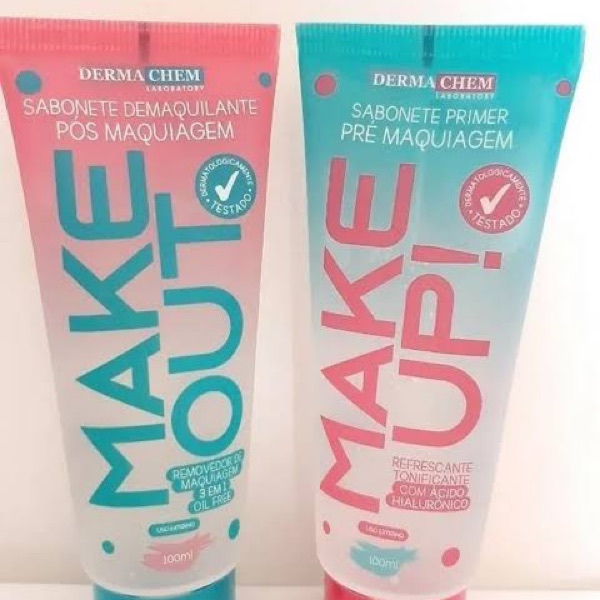 DERMA CHEM
LABORATORY
SABONETE DEMAQUILANTE
PÓS MAQUIAGEM
DERMATOLOGICAMENTE
TESTADO
MAKE
OUT
REMOVEDOR DE
MAQUIAGEM
3 EM 1
OIL FREE
USO EXTERNO
100ml
DERMA CHEM
LABORATORY
SABONETE PRIMER
PRÉ MAQUIAGEM
DERMATOLOGICAMENTE
TESTADO
MAKE
UP!
REFRESCANTE
TONIFICANTE
COM ÁCIDO
HIALURÔNICO
USO EXTERNO
100ml